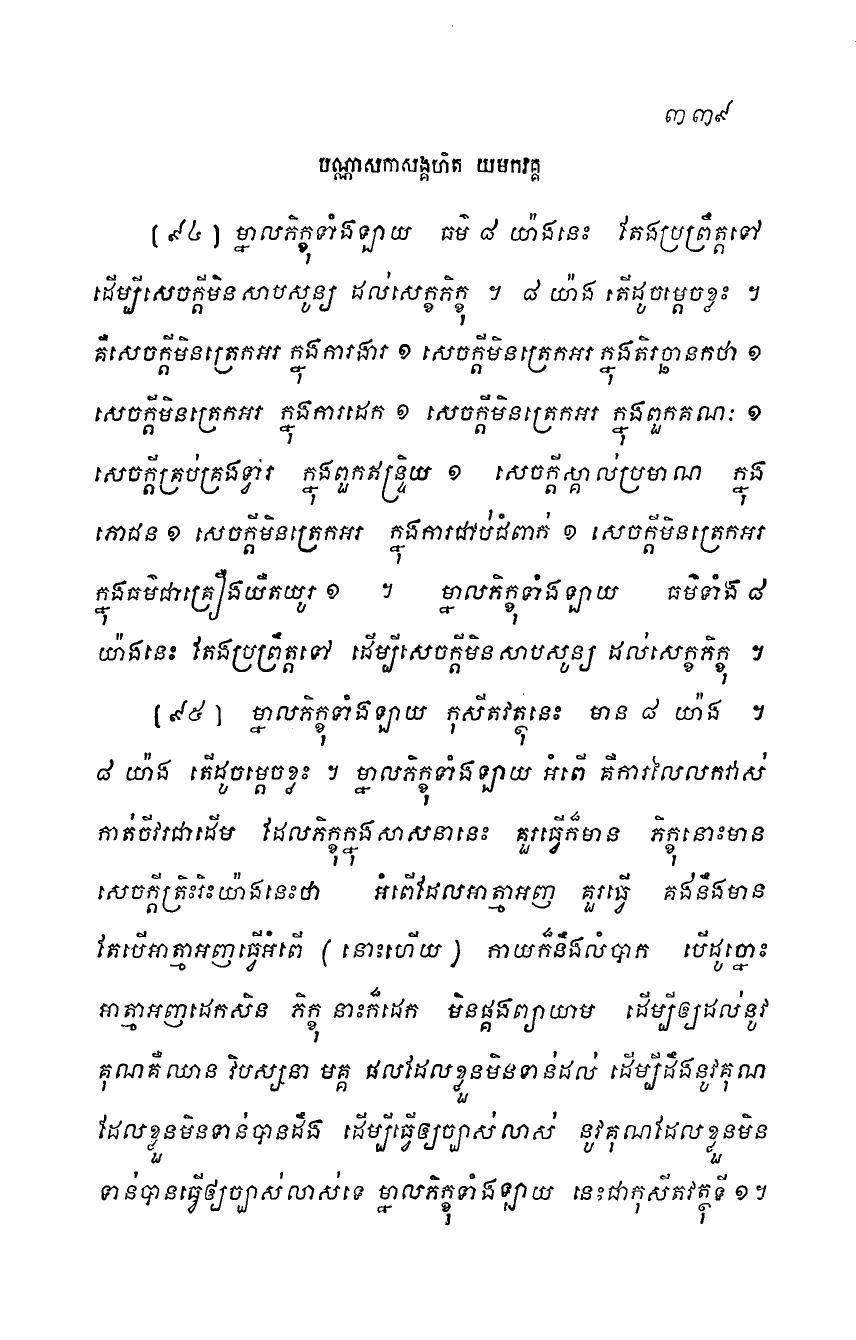 ៣៣៩
បណ្ណាសកាសង្គហិត យមកវគ្គ
(៩៤) ម្នាលភិក្ខុទាំងឡាយ ធម៌ ៨ យ៉ាងនេះ តែងប្រព្រឹត្តទៅ
ដើម្បីសេចក្តីមិនសាបសូន្យ ដល់សេក្ខភិក្ខុ ។ ៨ យ៉ាង តើដូចម្តេចខ្លះ ។
គឺសេចក្តីមិនត្រេកអរ ក្នុងការងារ ១ សេចក្តីមិនត្រេកអរ ក្នុងតិរច្ឆានកថា ១
សេចក្តីមិនត្រេកអរ ក្នុងការដេក ១ សេចក្តីមិនត្រេកអរ ក្នុងពួកគណៈ ១
សេចក្តីគ្រប់គ្រងទ្វារ ក្នុងពួកឥន្ទ្រិយ ១ សេចក្តីស្គាល់ប្រមាណ ក្នុង
ភោជន ១ សេចក្តីមិនត្រេកអរ ក្នុងការជាប់ជំពាក់ ១ សេចក្តីមិនត្រេកអរ
ក្នុងធម៌ជាគ្រឿងយឺតយូរ ១ ។ ម្នាលភិក្ខុទាំងឡាយ ធម៌ទាំង ៨
យ៉ាងនេះ តែងប្រព្រឹត្តទៅ ដើម្បីសេចក្តីមិនសាបសូន្យ ដល់សេក្ខភិក្ខុ ។
(៩៥) ម្នាលភិក្ខុទាំងឡាយ កុសីតវត្ថុនេះ មាន ៨ យ៉ាង ។
៨ យ៉ាង តើដូចម្តេចខ្លះ ។ ម្នាលភិក្ខុទាំងឡាយ អំពើ គឺការលៃលកវាស់
កាត់ចីវរជាដើម ដែលភិក្ខុក្នុងសាសនានេះ គួរធ្វើក៏មាន ភិក្ខុនោះមាន
សេចក្តីត្រិះរិះយ៉ាងនេះថា អំពើដែលអាត្មាអញ គួរធ្វើ គង់នឹងមាន
តែបើអាត្មាអញធ្វើអំពើ (នោះហើយ) កាយក៏នឹងលំបាក បើដូច្នោះ
អាត្មាអញដេកសិន ភិក្ខុ នោះក៏ដេក មិនផ្គងព្យាយាម ដើម្បីឲ្យដល់នូវ
គុណគឺឈាន វិបស្សនា មគ្គ ផលដែលខ្លួនមិនទាន់ដល់ ដើម្បីដឹងនូវគុណ
ដែលខ្លួនមិនទាន់បានដឹង ដើម្បីធ្វើឲ្យច្បាស់លាស់ នូវគុណដែលខ្លួនមិន
ទាន់បានធ្វើឲ្យច្បាស់លាស់ទេ ម្នាលភិក្ខុទាំងឡាយ នេះជាកុសីតវត្ថុទី ១។